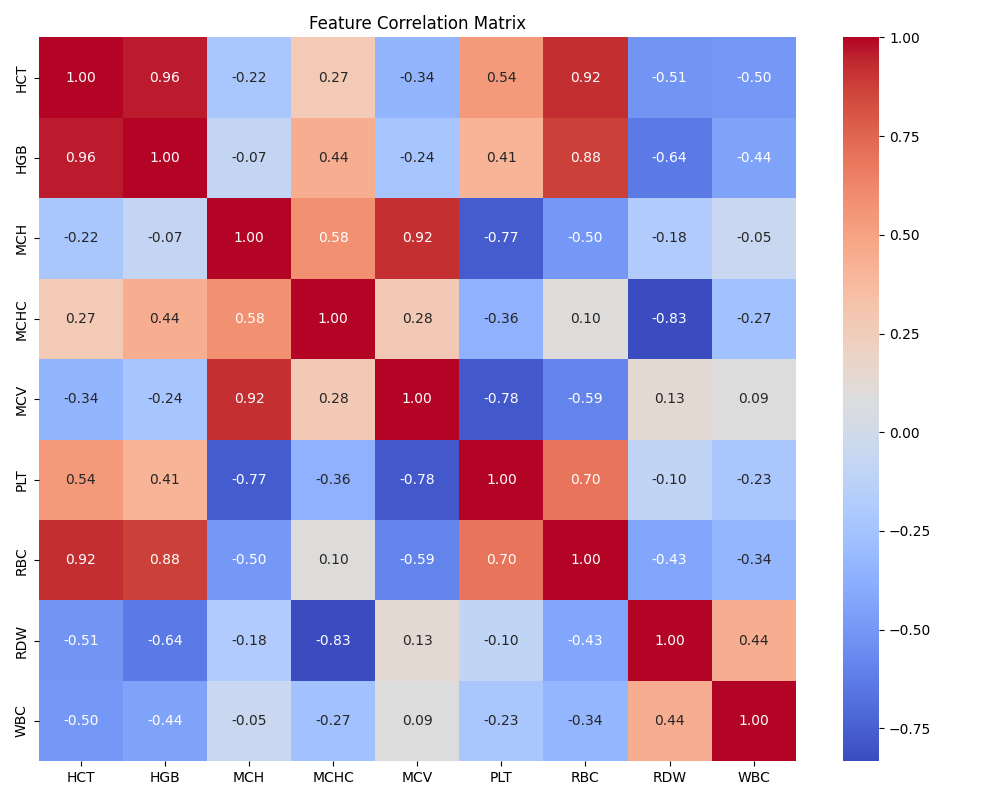 Feature Correlation Matrix
HCT 1.00 0.96 -0.22 0.27 -0.34 0.54 0.92 -0.51 -0.50
HGB 0.96 1.00 -0.07 0.44 -0.24 0.41 0.88 -0.64 -0.44
MCH -0.22 -0.07 1.00 0.58 0.92 -0.77 -0.50 -0.18 -0.05
MCHC 0.27 0.44 0.58 1.00 0.28 -0.36 0.10 -0.83 -0.27
MCV -0.34 -0.24 0.92 0.28 1.00 -0.78 -0.59 0.13 0.09
PLT 0.54 0.41 -0.77 -0.36 -0.78 1.00 0.70 -0.10 -0.23
RBC 0.92 0.88 -0.50 0.10 -0.59 0.70 1.00 -0.43 -0.34
RDW -0.51 -0.64 -0.18 -0.83 0.13 -0.10 -0.43 1.00 0.44
WBC -0.50 -0.44 -0.05 -0.27 0.09 -0.23 -0.34 0.44 1.00
HCT HGB MCH MCHC MCV PLT RBC RDW WBC
1.00
0.75
0.50
0.25
0.00
−0.25
−0.50
−0.75